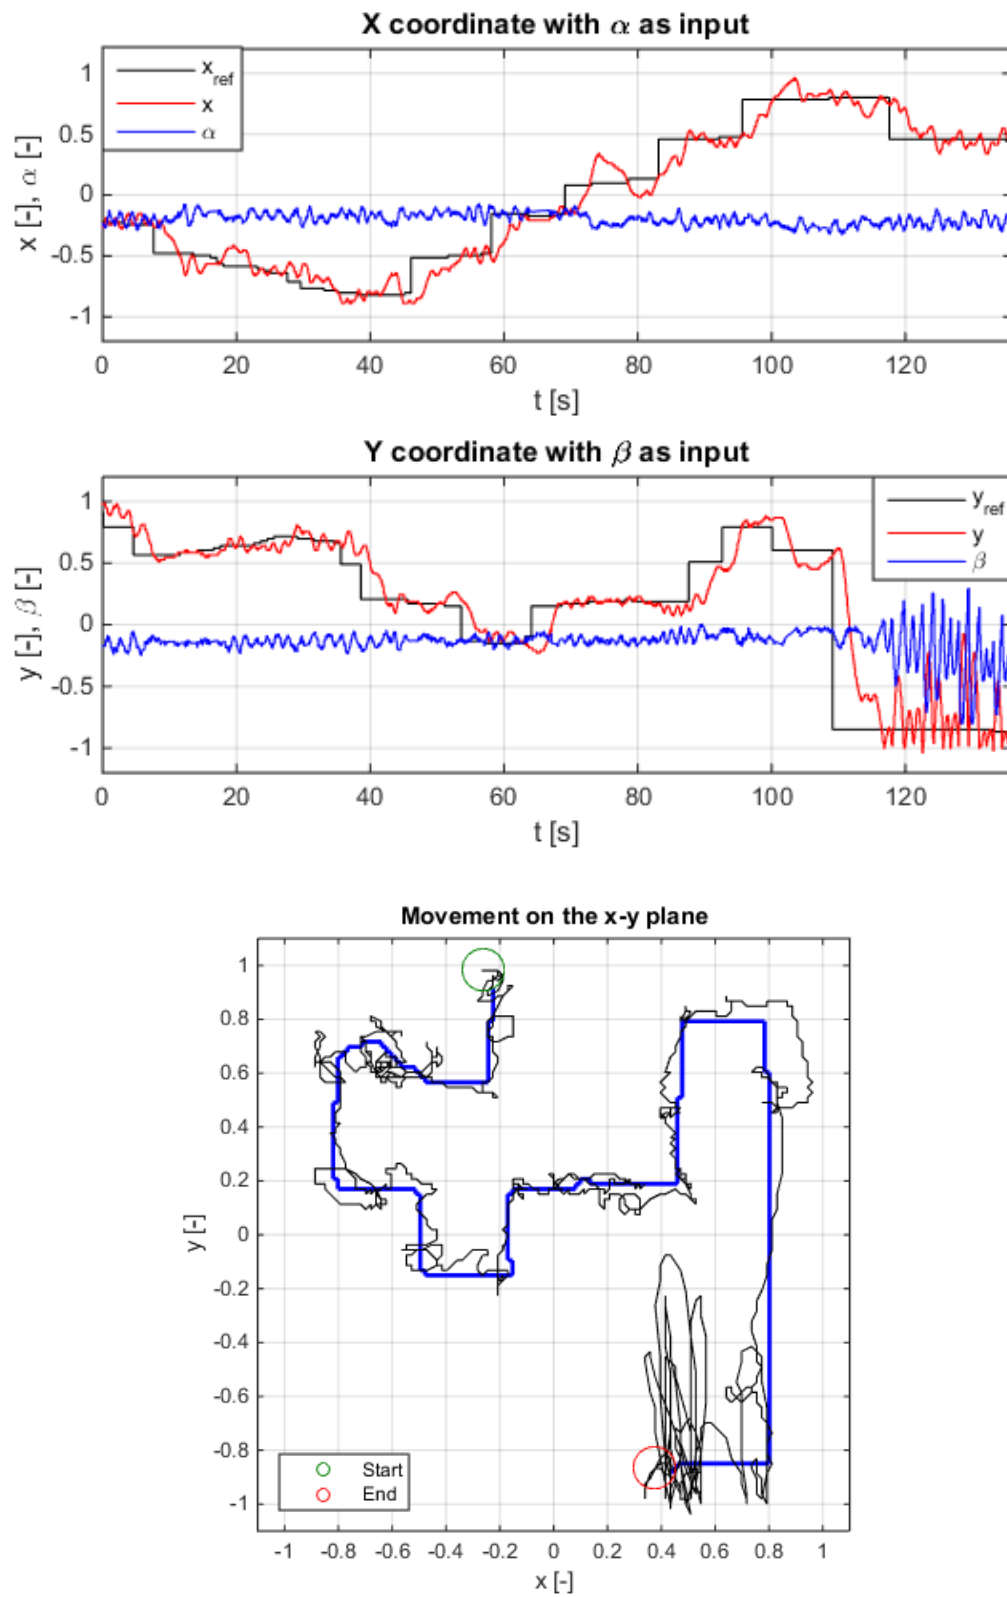 X coordinate with α as input
x_ref
x
α
1
0.5
0
-0.5
-1
x [-], α [-]
0 20 40 60 80 100 120
t [s]
Y coordinate with β as input
y_ref
y
β
1
0.5
0
-0.5
-1
y [-], β [-]
0 20 40 60 80 100 120
t [s]
Movement on the x-y plane
1
0.8
0.6
0.4
0.2
0
-0.2
-0.4
-0.6
-0.8
-1
y [-]
Start
End
-1 -0.8 -0.6 -0.4 -0.2 0 0.2 0.4 0.6 0.8 1
x [-]